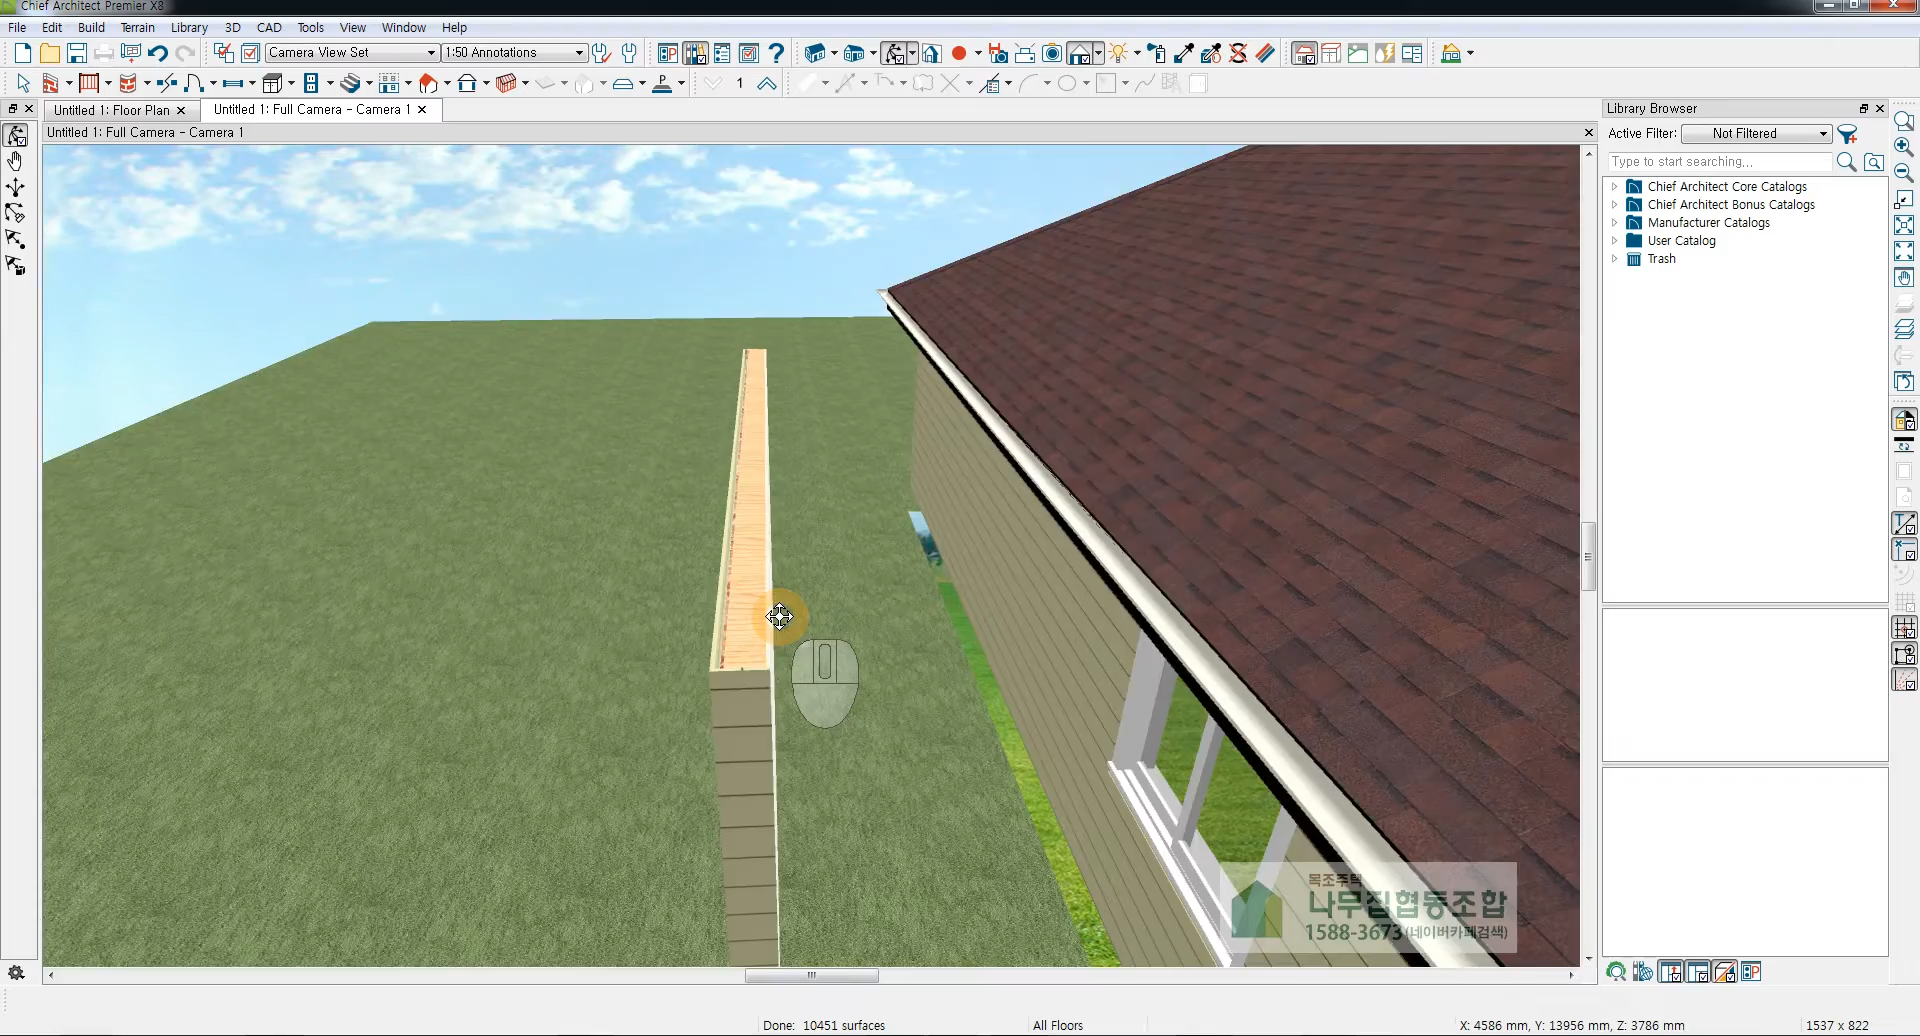 Chief Architect Premier X8
File Edit Build Terrain Library 3D CAD Tools View Window Help
Camera View Set 1:50 Annotations
1
Untitled 1: Floor Plan Untitled 1: Full Camera - Camera 1
Untitled 1: Full Camera - Camera 1
Library Browser
Active Filter: Not Filtered
Type to start searching...
Chief Architect Core Catalogs
Chief Architect Bonus Catalogs
Manufacturer Catalogs
User Catalog
Trash
목조주택
나무집협동조합
1588-3673(네이버카페검색)
Done: 10451 surfaces All Floors X: 4586 mm, Y: 13956 mm, Z: 3786 mm 1537 x 822